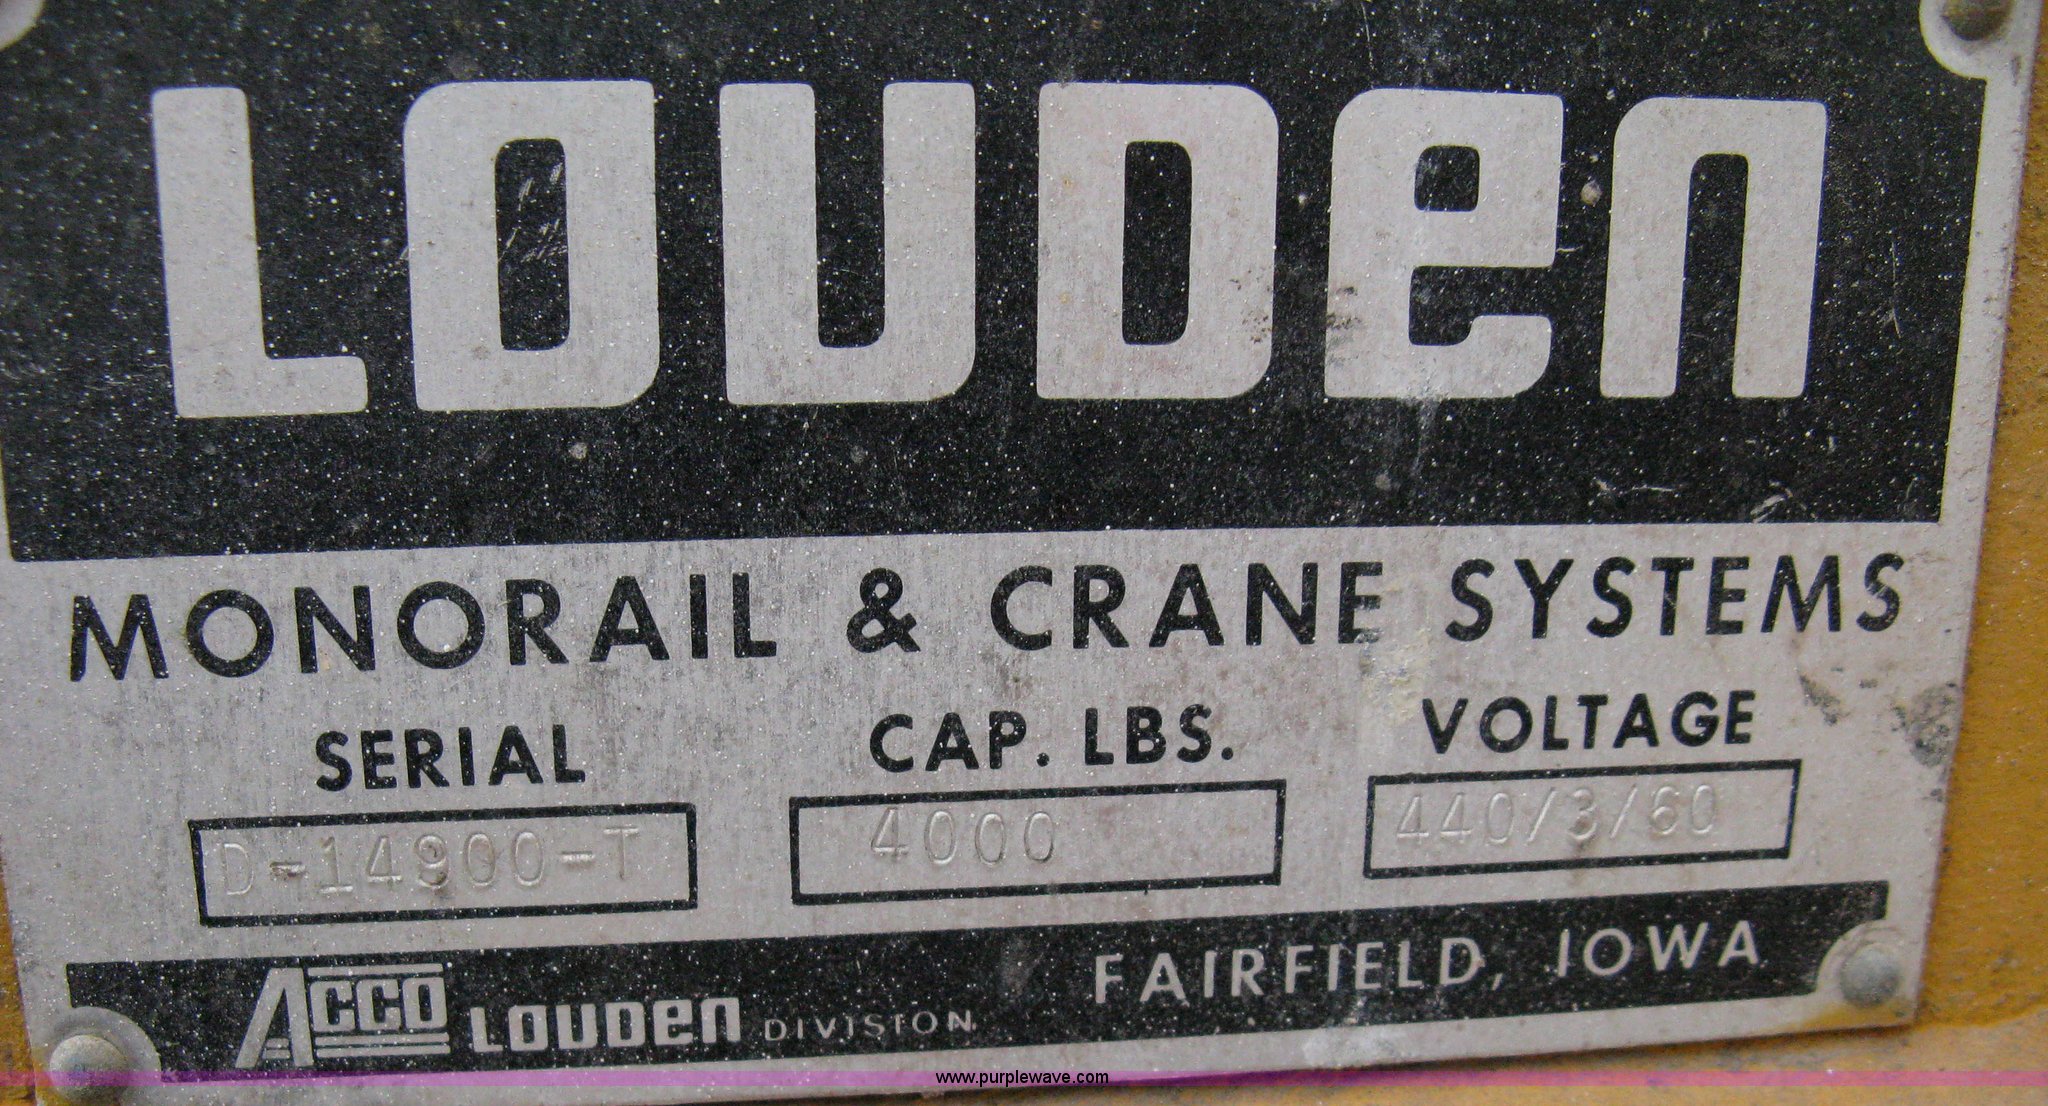 LOUDen
MONORAIL & CRANE SYSTEMS
SERIAL CAP. LBS. VOLTAGE
D-14900-T 4000 440/3/60
ACCO LOUDen DIVISION FAIRFIELD, IOWA
www.purplewave.com